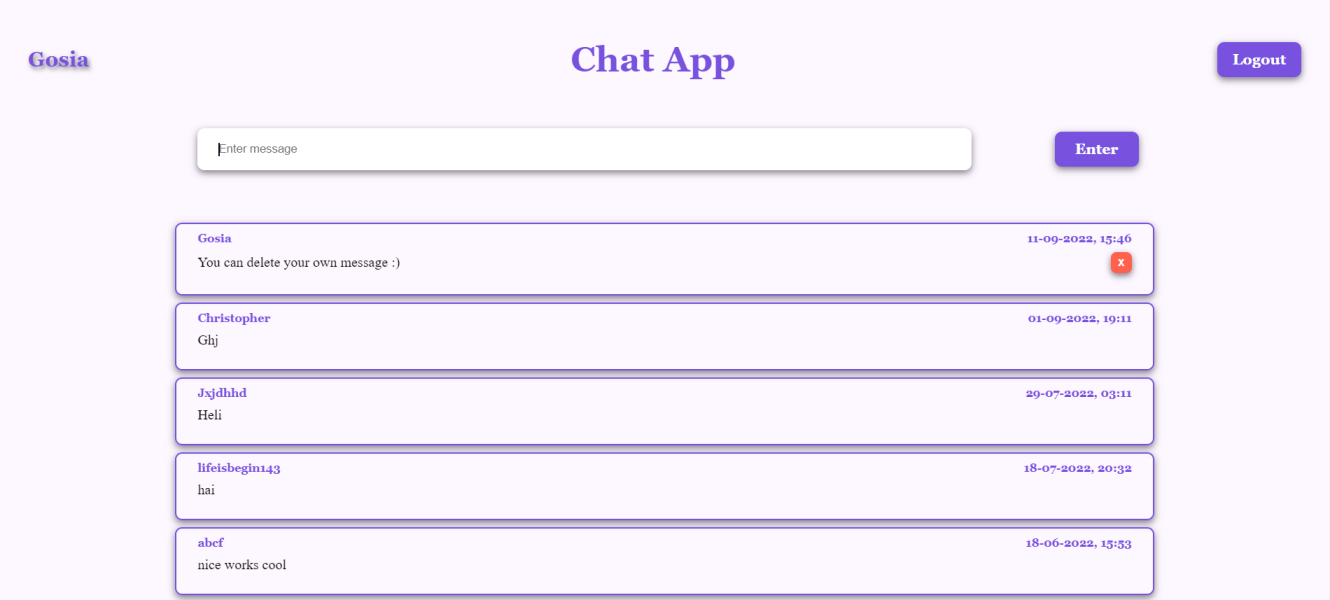 Gosia
Chat App
Logout
Enter message
Enter
Gosia 11-09-2022, 15:46
You can delete your own message :)
x
Christopher 01-09-2022, 19:11
Ghj
Jxjdhhd 29-07-2022, 03:11
Heli
lifeisbegin143 18-07-2022, 20:32
hai
abcf 18-06-2022, 15:53
nice works cool